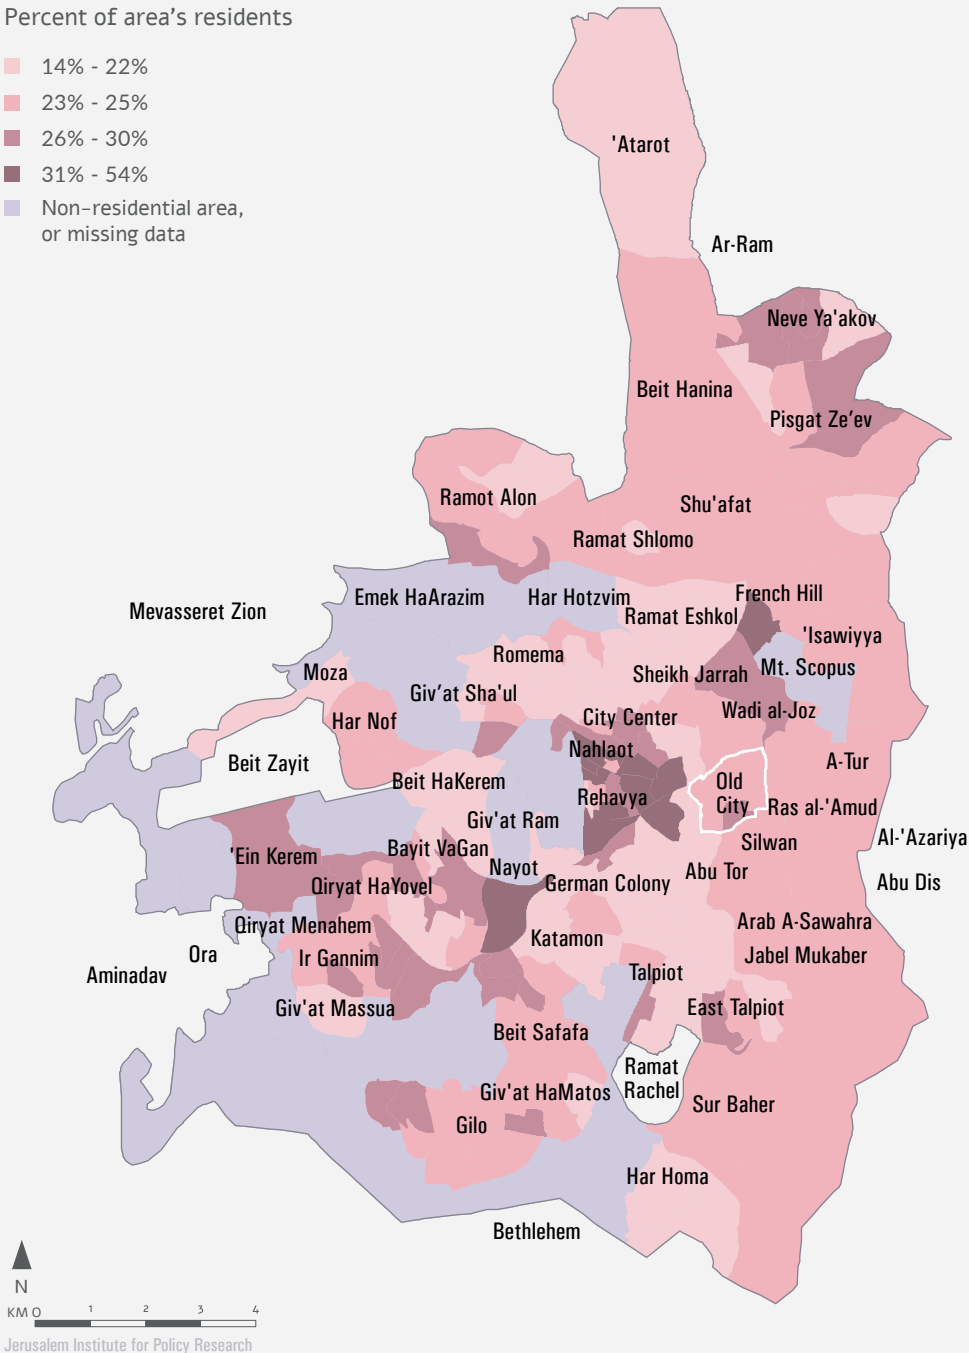 Percent of area's residents
14% - 22%
23% - 25%
26% - 30%
31% - 54%
Non-residential area,
or missing data
'Atarot
Ar-Ram
Neve Ya'akov
Beit Hanina
Pisgat Ze'ev
Ramot Alon
Shu'afat
Ramat Shlomo
French Hill
Emek HaArazim
Har Hotzvim
Mevasseret Zion
Ramat Eshkol
'Isawiyya
Romema
Mt. Scopus
Moza
Sheikh Jarrah
Giv'at Sha'ul
Wadi al-Joz
Har Nof
City Center
Nahlaot
Beit Zayit
A-Tur
Beit HaKerem
Old
City
Rehavya
Ras al-'Amud
Giv'at Ram
Al-'Azariya
Silwan
Bayit VaGan
'Ein Kerem
Nayot
Abu Tor
German Colony
Abu Dis
Qiryat HaYovel
Arab A-Sawahra
Qiryat Menahem
Katamon
Ora
Ir Gannim
Jabel Mukaber
Aminadav
Talpiot
Giv'at Massua
East Talpiot
Beit Safafa
Ramat
Rachel
Giv'at HaMatos
Sur Baher
Gilo
Har Homa
Bethlehem
N
KM 0 1 2 3 4
Jerusalem Institute for Policy Research